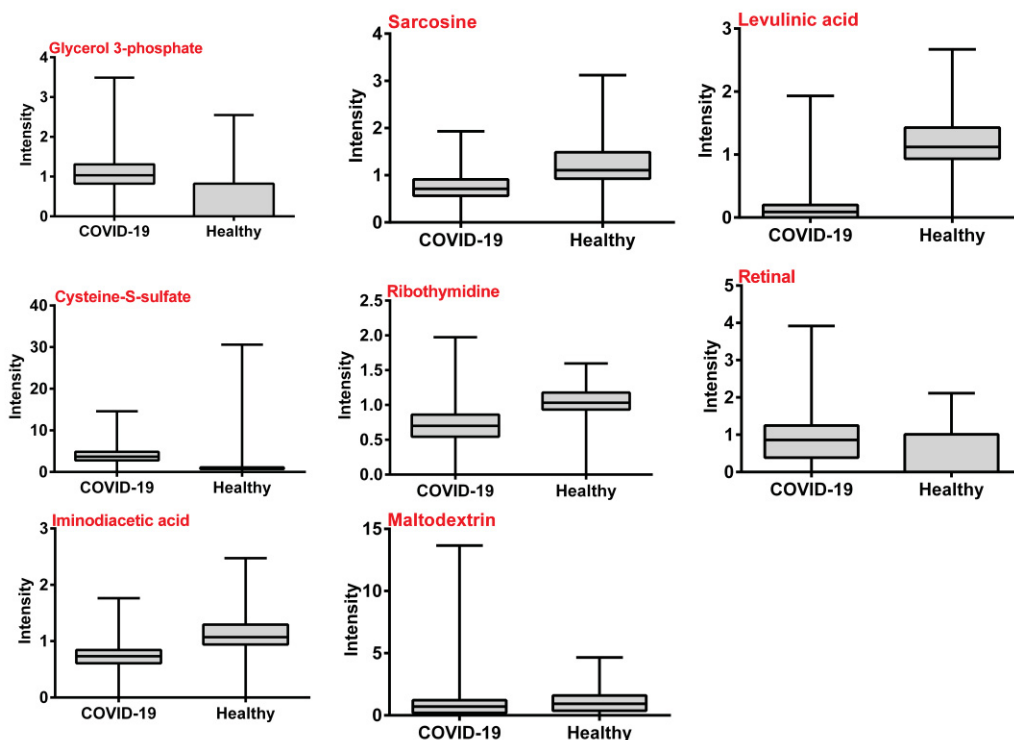 Glycerol 3-phosphate
Intensity
4
3
2
1
0
COVID-19 Healthy
Sarcosine
Intensity
4
3
2
1
0
COVID-19 Healthy
Levulinic acid
Intensity
3
2
1
0
COVID-19 Healthy
Cysteine-S-sulfate
Intensity
40
30
20
10
0
COVID-19 Healthy
Ribothymidine
Intensity
2.5
2.0
1.5
1.0
0.5
0.0
COVID-19 Healthy
Retinal
Intensity
5
4
3
2
1
0
COVID-19 Healthy
Iminodiacetic acid
Intensity
3
2
1
0
COVID-19 Healthy
Maltodextrin
Intensity
15
10
5
0
COVID-19 Healthy